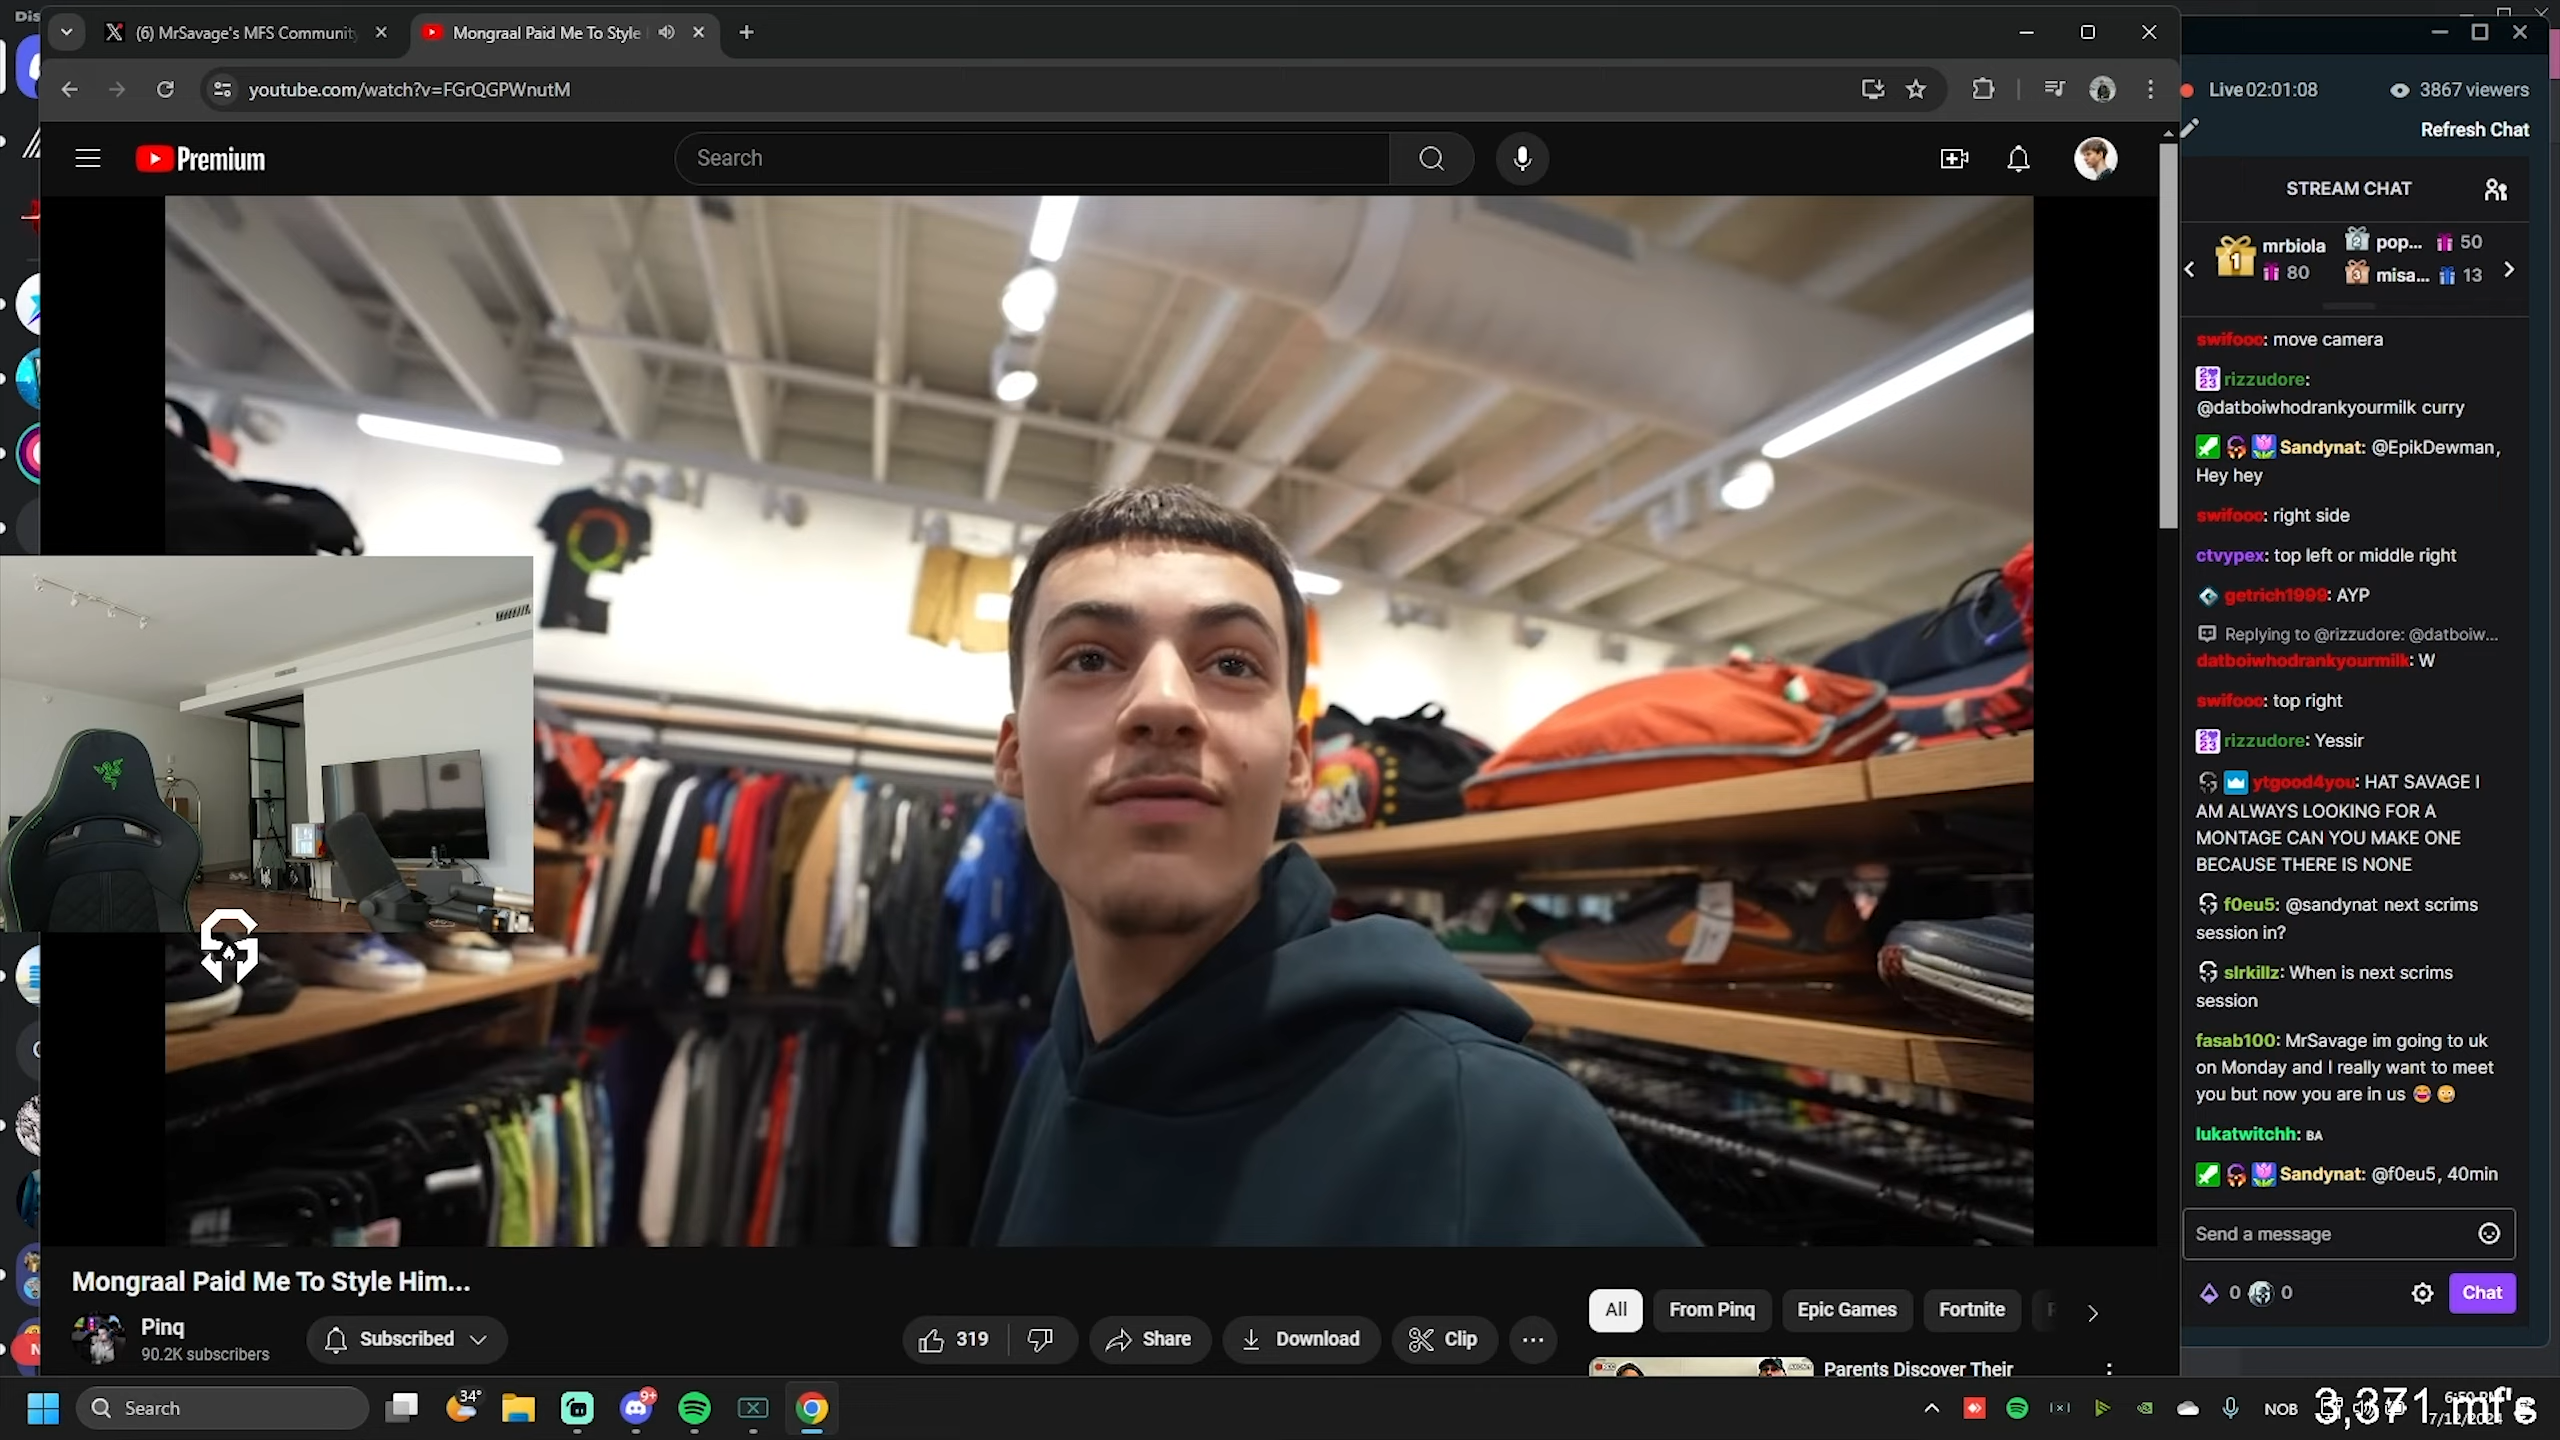 Dis
(6) MrSavage's MFS Community
Mongraal Paid Me To Style
youtube.com/watch?v=FGrQGPWnutM
Premium
Search
Live 02:01:08
3867 viewers
Refresh Chat
STREAM CHAT
1 mrbiola
80
2 pop... 50
3 misa... 13
swifooo: move camera
rizzudore:
@datboiwhodrankyourmilk curry
Sandynat: @EpikDewman,
Hey hey
swifooo: right side
ctvypex: top left or middle right
getrich1999: AYP
Replying to @rizzudore: @datboiw...
datboiwhodrankyourmilk: W
swifooo: top right
rizzudore: Yessir
ytgood4you: HAT SAVAGE I
AM ALWAYS LOOKING FOR A
MONTAGE CAN YOU MAKE ONE
BECAUSE THERE IS NONE
f0eu5: @sandynat next scrims
session in?
slrkillz: When is next scrims
session
fasab100: MrSavage im going to uk
on Monday and I really want to meet
you but now you are in us 😂 😳
lukatwitchh: BA
Sandynat: @f0eu5, 40min
Send a message
0 0
Chat
Mongraal Paid Me To Style Him...
Pinq
90.2K subscribers
Subscribed
319
Share
Download
Clip
All
From Pinq
Epic Games
Fortnite
Parents Discover Their
Search
34°
9+
NOB
3,371 mf's